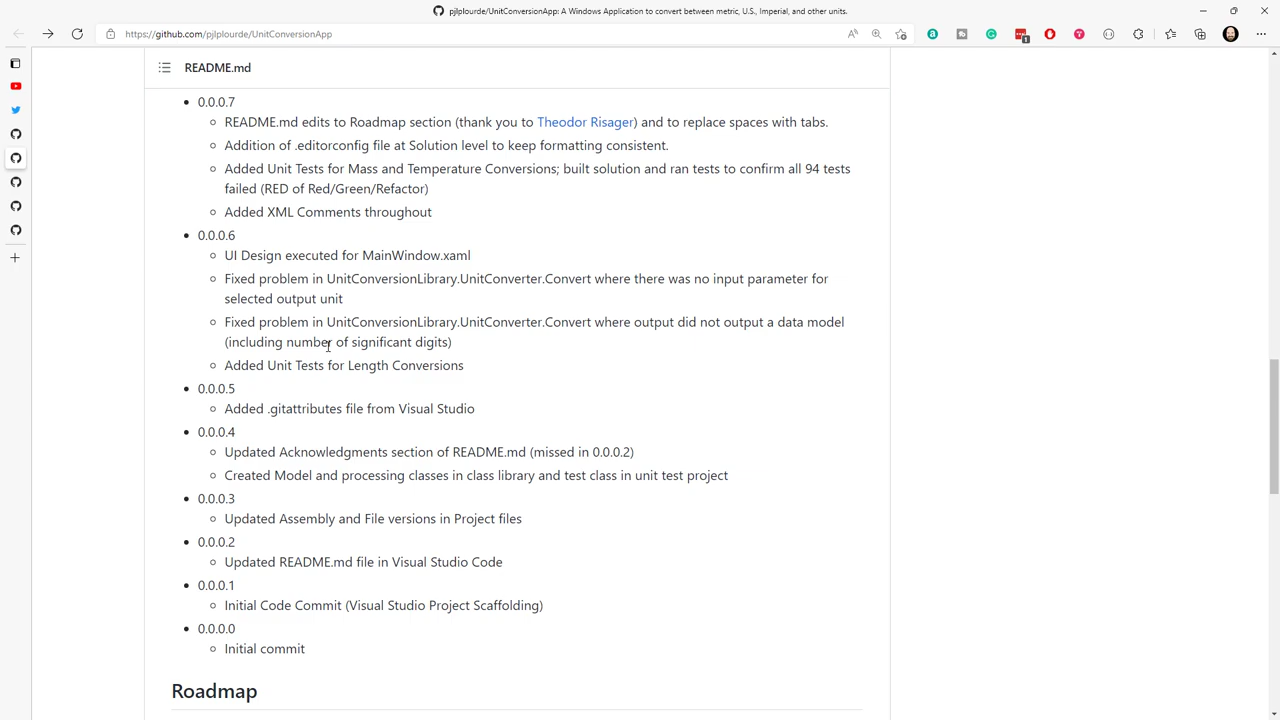 pjlplourde/UnitConversionApp: A Windows Application to convert between metric, U.S., Imperial, and other units.
https://github.com/pjlplourde/UnitConversionApp
README.md
0.0.0.7
README.md edits to Roadmap section (thank you to Theodor Risager) and to replace spaces with tabs.
Addition of .editorconfig file at Solution level to keep formatting consistent.
Added Unit Tests for Mass and Temperature Conversions; built solution and ran tests to confirm all 94 tests
failed (RED of Red/Green/Refactor)
Added XML Comments throughout
0.0.0.6
UI Design executed for MainWindow.xaml
Fixed problem in UnitConversionLibrary.UnitConverter.Convert where there was no input parameter for
selected output unit
Fixed problem in UnitConversionLibrary.UnitConverter.Convert where output did not output a data model
(including number of significant digits)
Added Unit Tests for Length Conversions
0.0.0.5
Added .gitattributes file from Visual Studio
0.0.0.4
Updated Acknowledgments section of README.md (missed in 0.0.0.2)
Created Model and processing classes in class library and test class in unit test project
0.0.0.3
Updated Assembly and File versions in Project files
0.0.0.2
Updated README.md file in Visual Studio Code
0.0.0.1
Initial Code Commit (Visual Studio Project Scaffolding)
0.0.0.0
Initial commit
Roadmap